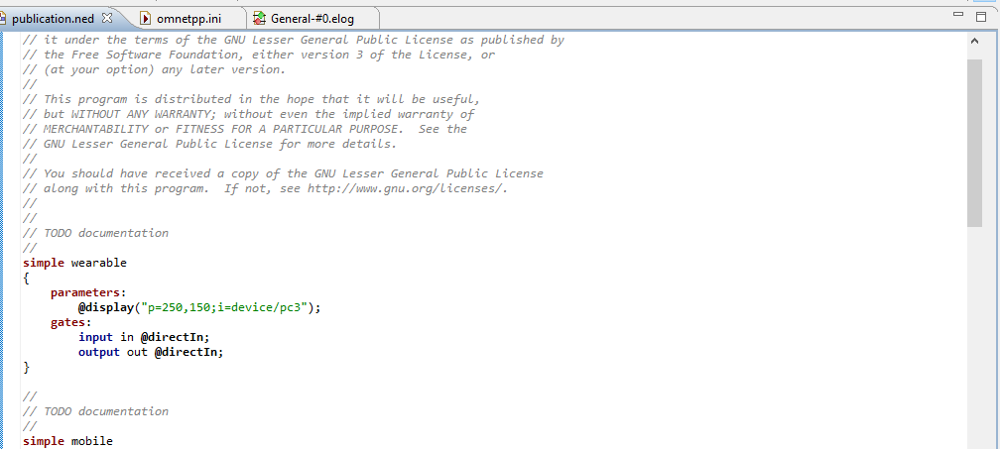 publication.ned
omnetpp.ini
General-#0.elog
// it under the terms of the GNU Lesser General Public License as published by
// the Free Software Foundation, either version 3 of the License, or
// (at your option) any later version.
//
// This program is distributed in the hope that it will be useful,
// but WITHOUT ANY WARRANTY; without even the implied warranty of
// MERCHANTABILITY or FITNESS FOR A PARTICULAR PURPOSE.  See the
// GNU Lesser General Public License for more details.
//
// You should have received a copy of the GNU Lesser General Public License
// along with this program.  If not, see http://www.gnu.org/licenses/.
//
//
// TODO documentation
//
simple wearable
{
    parameters:
        @display("p=250,150;i=device/pc3");
    gates:
        input in @directIn;
        output out @directIn;
}
//
// TODO documentation
//
simple mobile